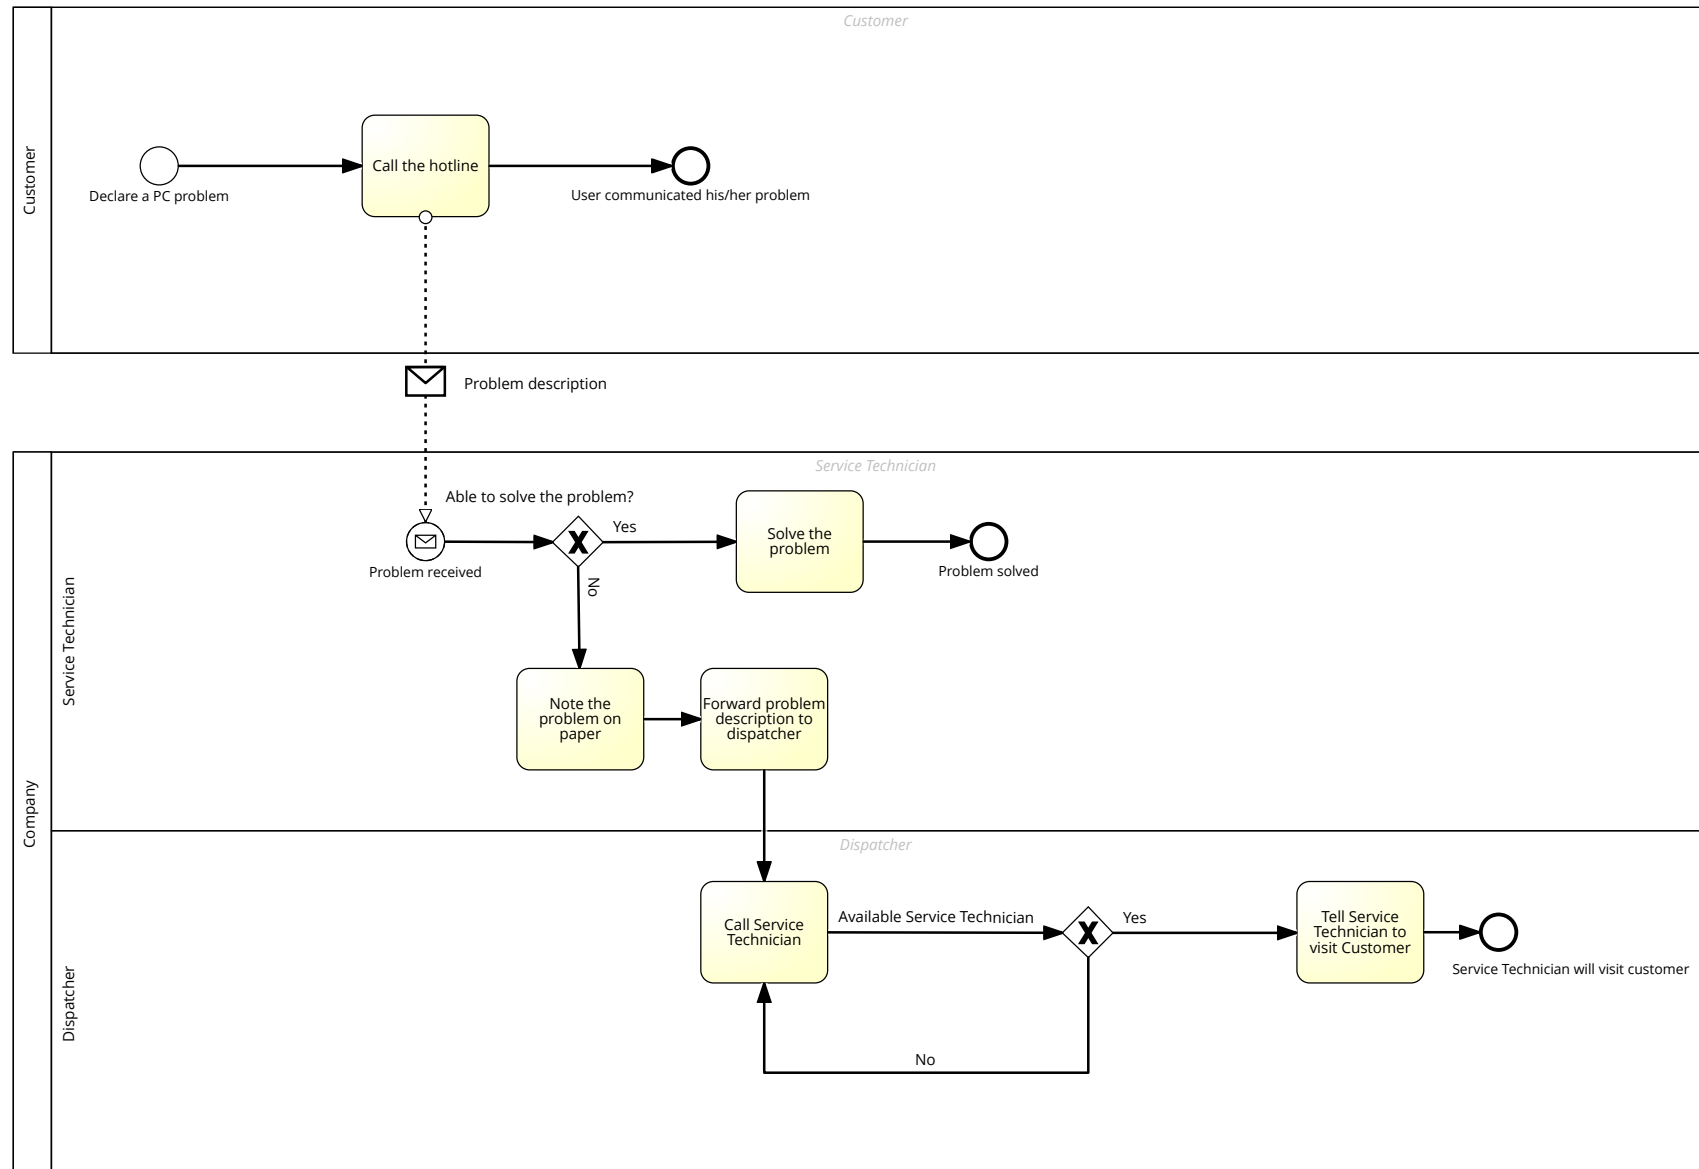 Customer
Customer
Call the hotline
Declare a PC problem
User communicated his/her problem
Problem description
Company
Service Technician
Service Technician
Able to solve the problem?
Yes
No
Problem received
Solve the
problem
Problem solved
Note the
problem on
paper
Forward problem
description to
dispatcher
Dispatcher
Dispatcher
Call Service
Technician
Available Service Technician
Yes
Tell Service
Technician to
visit Customer
Service Technician will visit customer
No